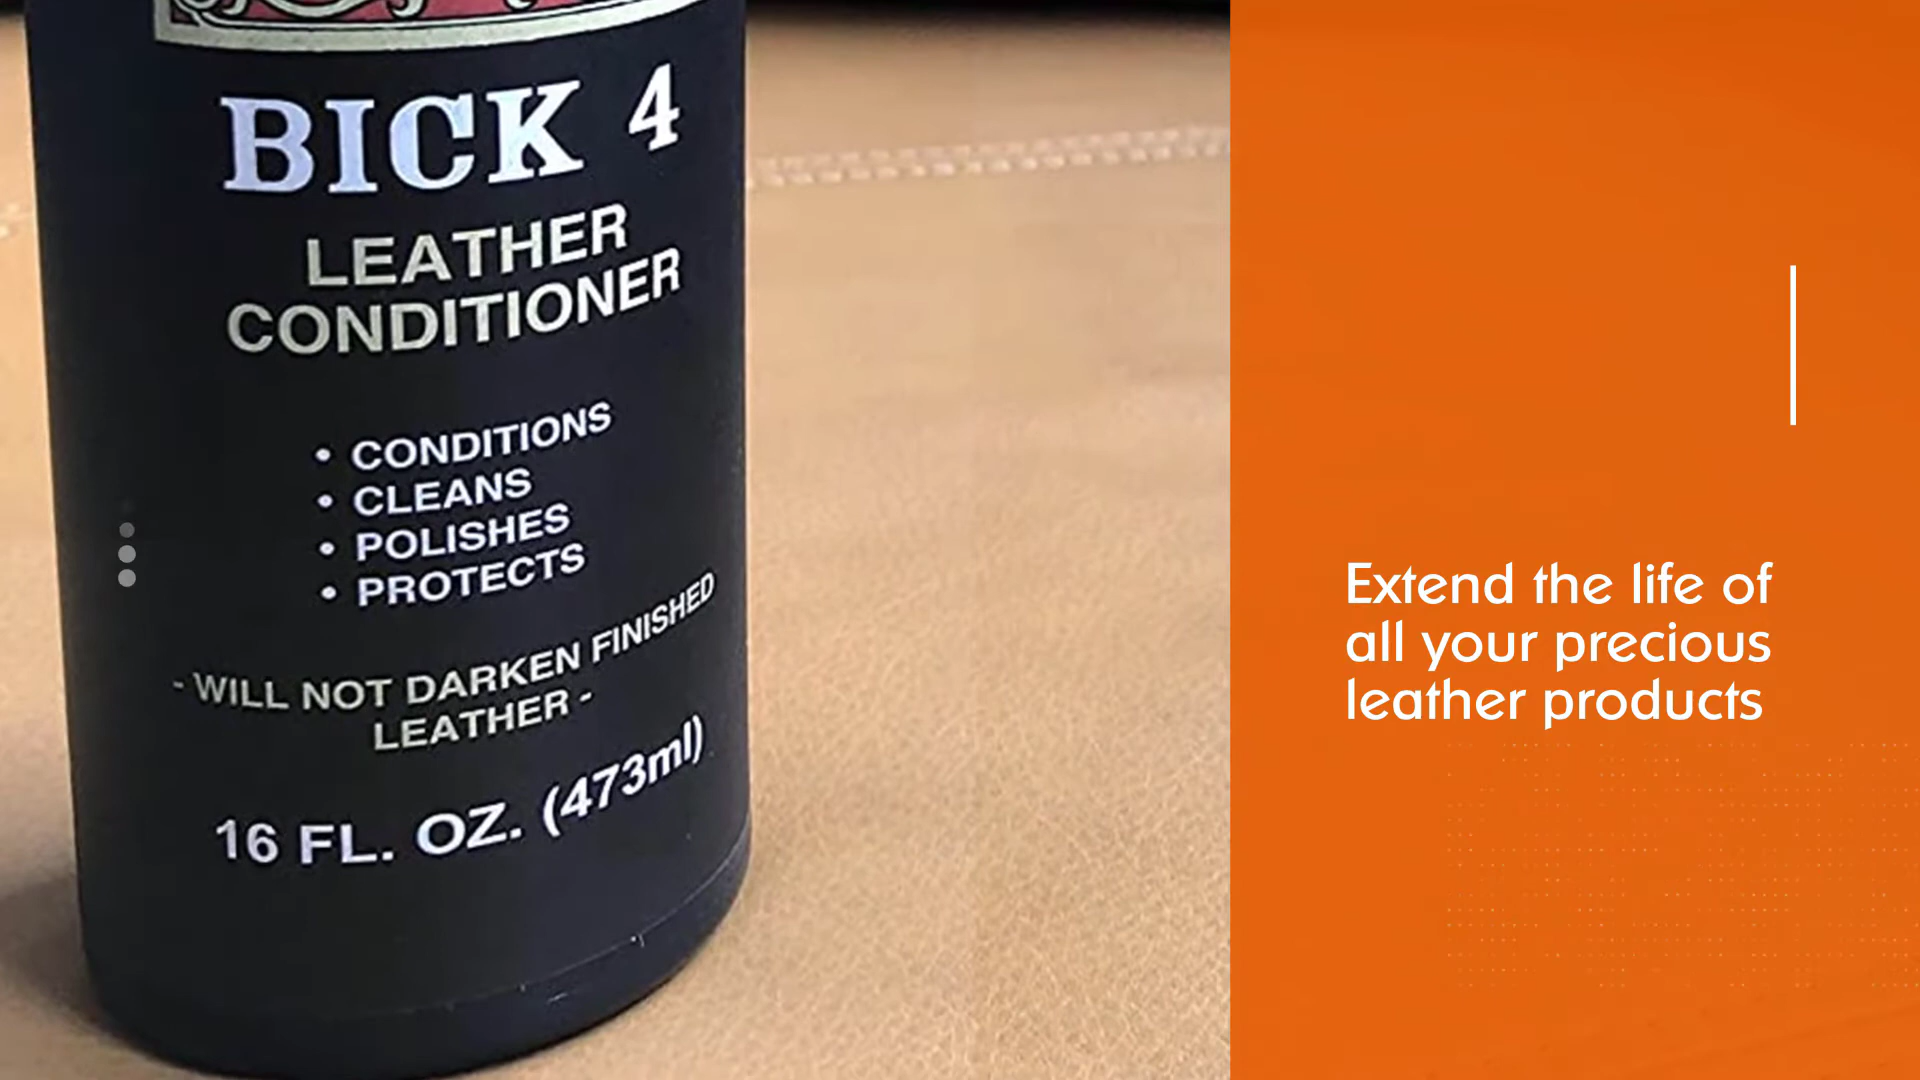 BICK 4
LEATHER
CONDITIONER
• CONDITIONS
• CLEANS
• POLISHES
• PROTECTS
- WILL NOT DARKEN FINISHED
LEATHER -
16 FL. OZ. (473ml)
Extend the life of
all your precious
leather products